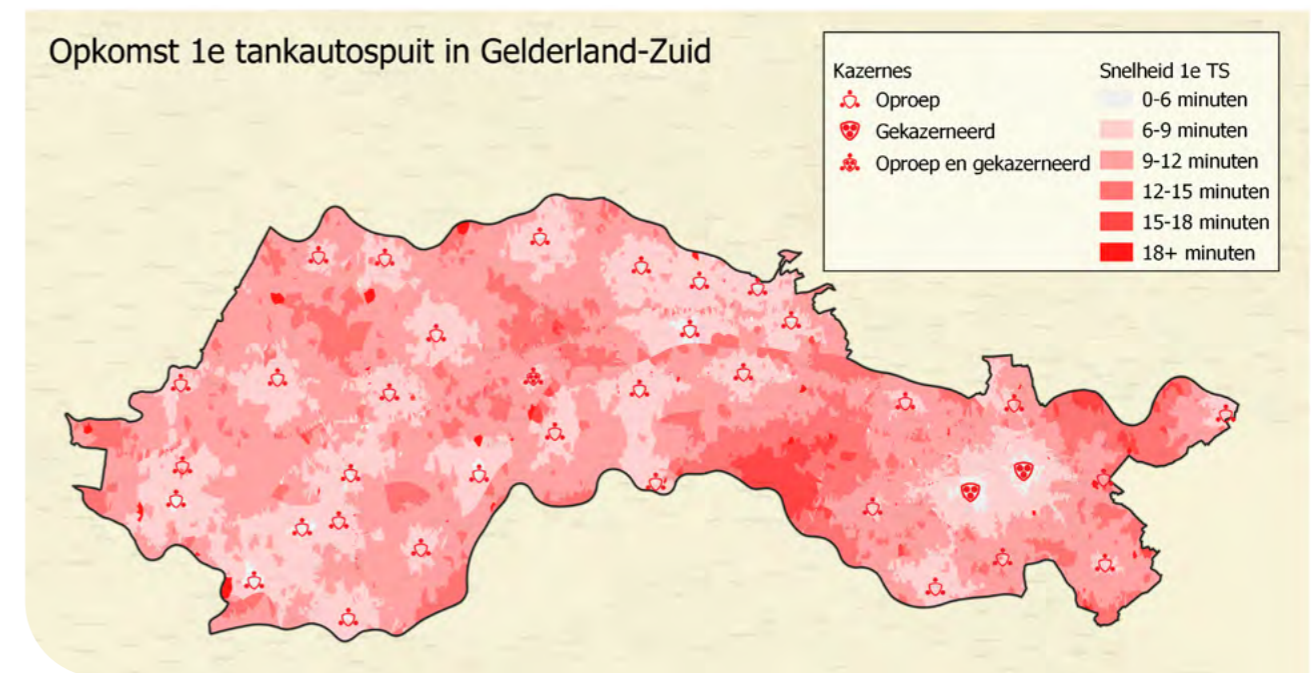 Opkomst 1e tankautospuit in Gelderland-Zuid
Kazernes
Oproep
Gekazerneerd
Oproep en gekazerneerd
Snelheid 1e TS
0-6 minuten
6-9 minuten
9-12 minuten
12-15 minuten
15-18 minuten
18+ minuten